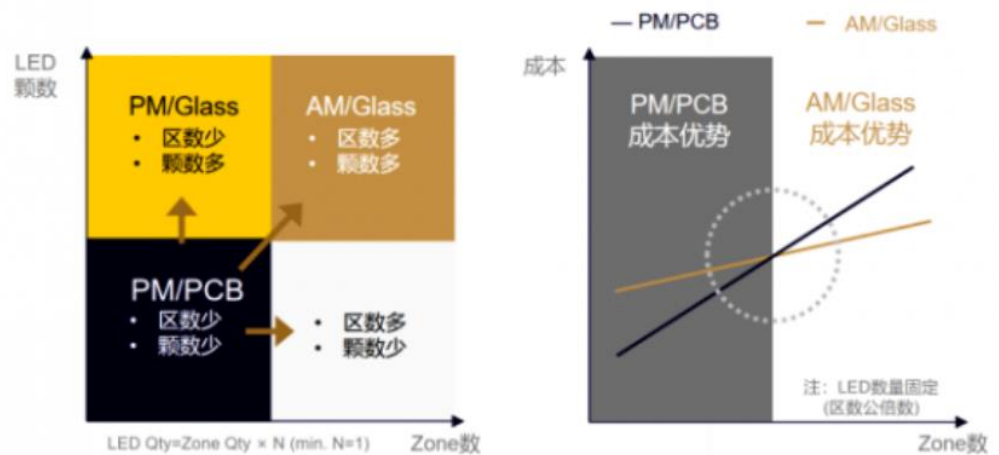 LED
颗数
PM/Glass
• 区数少
• 颗数多
AM/Glass
• 区数多
• 颗数多
PM/PCB
• 区数少
• 颗数少
• 区数多
• 颗数少
LED Qty=Zone Qty × N (min. N=1)
Zone数
PM/PCB
AM/Glass
成本
PM/PCB
成本优势
AM/Glass
成本优势
注：LED数量固定
(区数公倍数)
Zone数